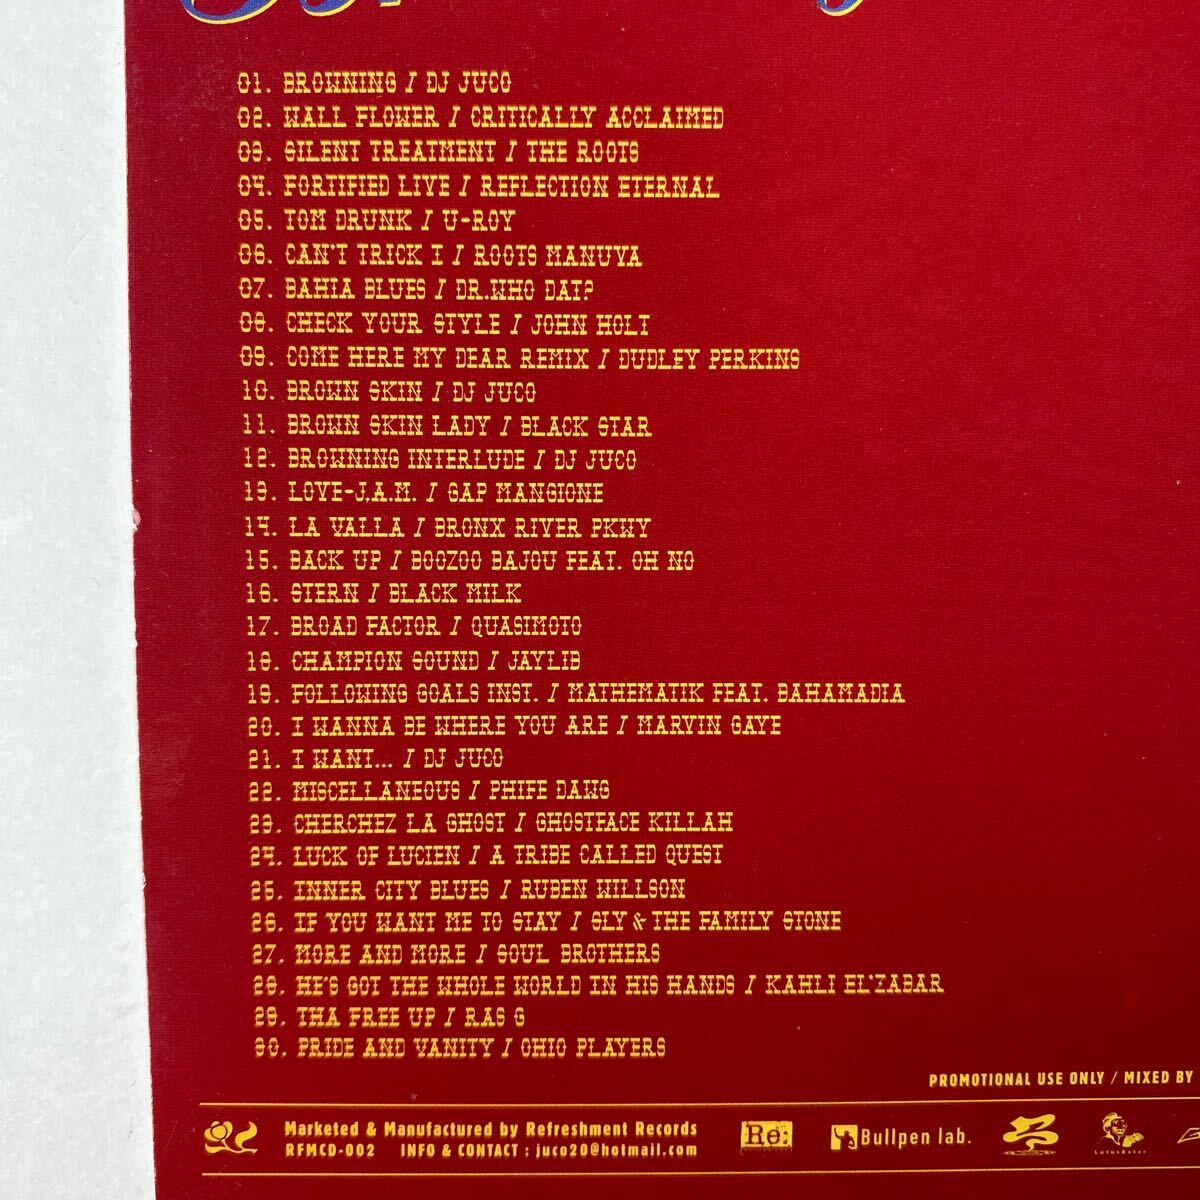 01. BROWNING / DJ JUCO
02. WALL FLOWER / CRITICALLY ACCLAIMED
03. SILENT TREATMENT / THE ROOTS
04. FORTIFIED LIVE / REFLECTION ETERNAL
05. TOM DRUNK / U-ROY
06. CAN'T TRICK I / ROOTS MANUVA
07. BAHIA BLUES / DR.WHO DAT?
08. CHECK YOUR STYLE / JOHN HOLT
09. COME HERE MY DEAR REMIX / DUDLEY PERKINS
10. BROWN SKIN / DJ JUCO
11. BROWN SKIN LADY / BLACK STAR
12. BROWNING INTERLUDE / DJ JUCO
13. LOVE-J.A.M. / GAP MANGIONE
14. LA VALLA / BRONX RIVER PKWY
15. BACK UP / BOOZOO BAJOU FEAT. OH NO
16. STERN / BLACK MILK
17. BROAD FACTOR / QUASIMOTO
18. CHAMPION SOUND / JAYLIB
19. FOLLOWING GOALS INST. / MATHEMATIK FEAT. BAHAMADIA
20. I WANNA BE WHERE YOU ARE / MARVIN GAYE
21. I WANT... / DJ JUCO
22. MISCELLANEOUS / PHIFE DAWG
23. CHERCHEZ LA GHOST / GHOSTFACE KILLAH
24. LUCK OF LUCIEN / A TRIBE CALLED QUEST
25. INNER CITY BLUES / RUBEN WILLSON
26. IF YOU WANT ME TO STAY / SLY & THE FAMILY STONE
27. MORE AND MORE / SOUL BROTHERS
28. HE'S GOT THE WHOLE WORLD IN HIS HANDS / KAHLI EL'ZABAR
29. THA FREE UP / RAS G
30. PRIDE AND VANITY / OHIO PLAYERS
PROMOTIONAL USE ONLY / MIXED BY
Marketed & Manufactured by Refreshment Records
RFMCD-002 INFO & CONTACT : juco20@hotmail.com
Re:
Bullpen lab.
LotusEater